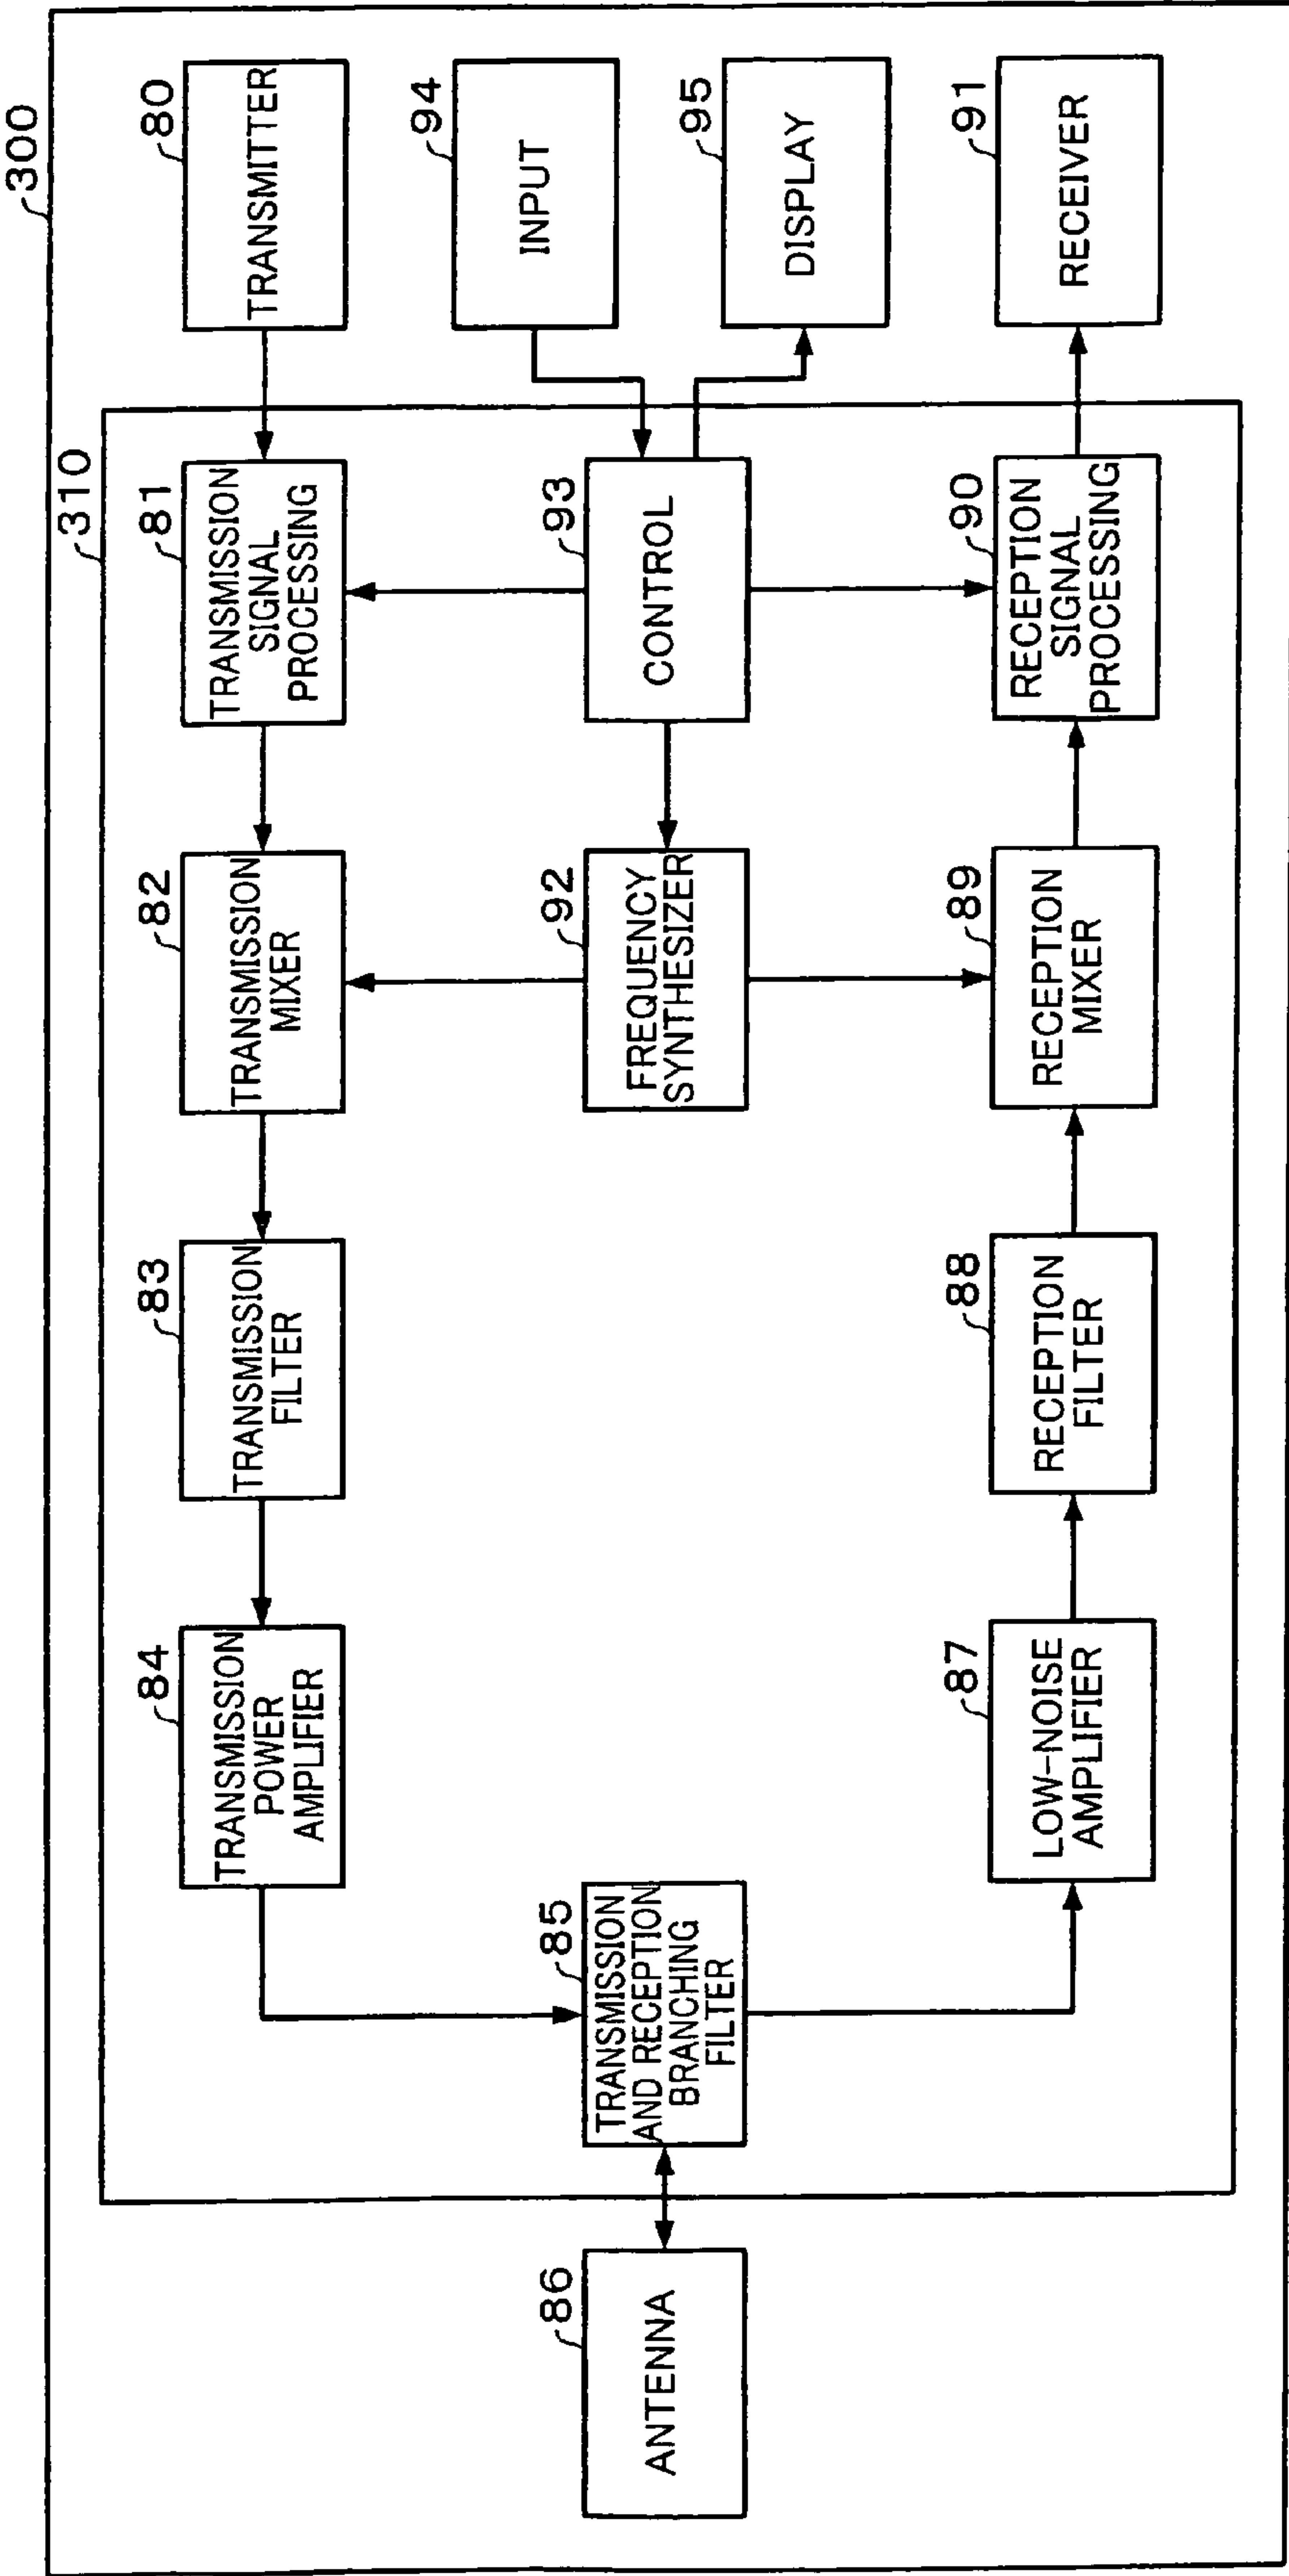 300
310
86
ANTENNA
84
TRANSMISSION
POWER
AMPLIFIER
83
TRANSMISSION
FILTER
82
TRANSMISSION
MIXER
81
TRANSMISSION
SIGNAL
PROCESSING
80
TRANSMITTER
85
TRANSMISSION
AND RECEPTION
BRANCHING
FILTER
92
FREQUENCY
SYNTHESIZER
93
CONTROL
94
INPUT
95
DISPLAY
87
LOW-NOISE
AMPLIFIER
88
RECEPTION
FILTER
89
RECEPTION
MIXER
90
RECEPTION
SIGNAL
PROCESSING
91
RECEIVER